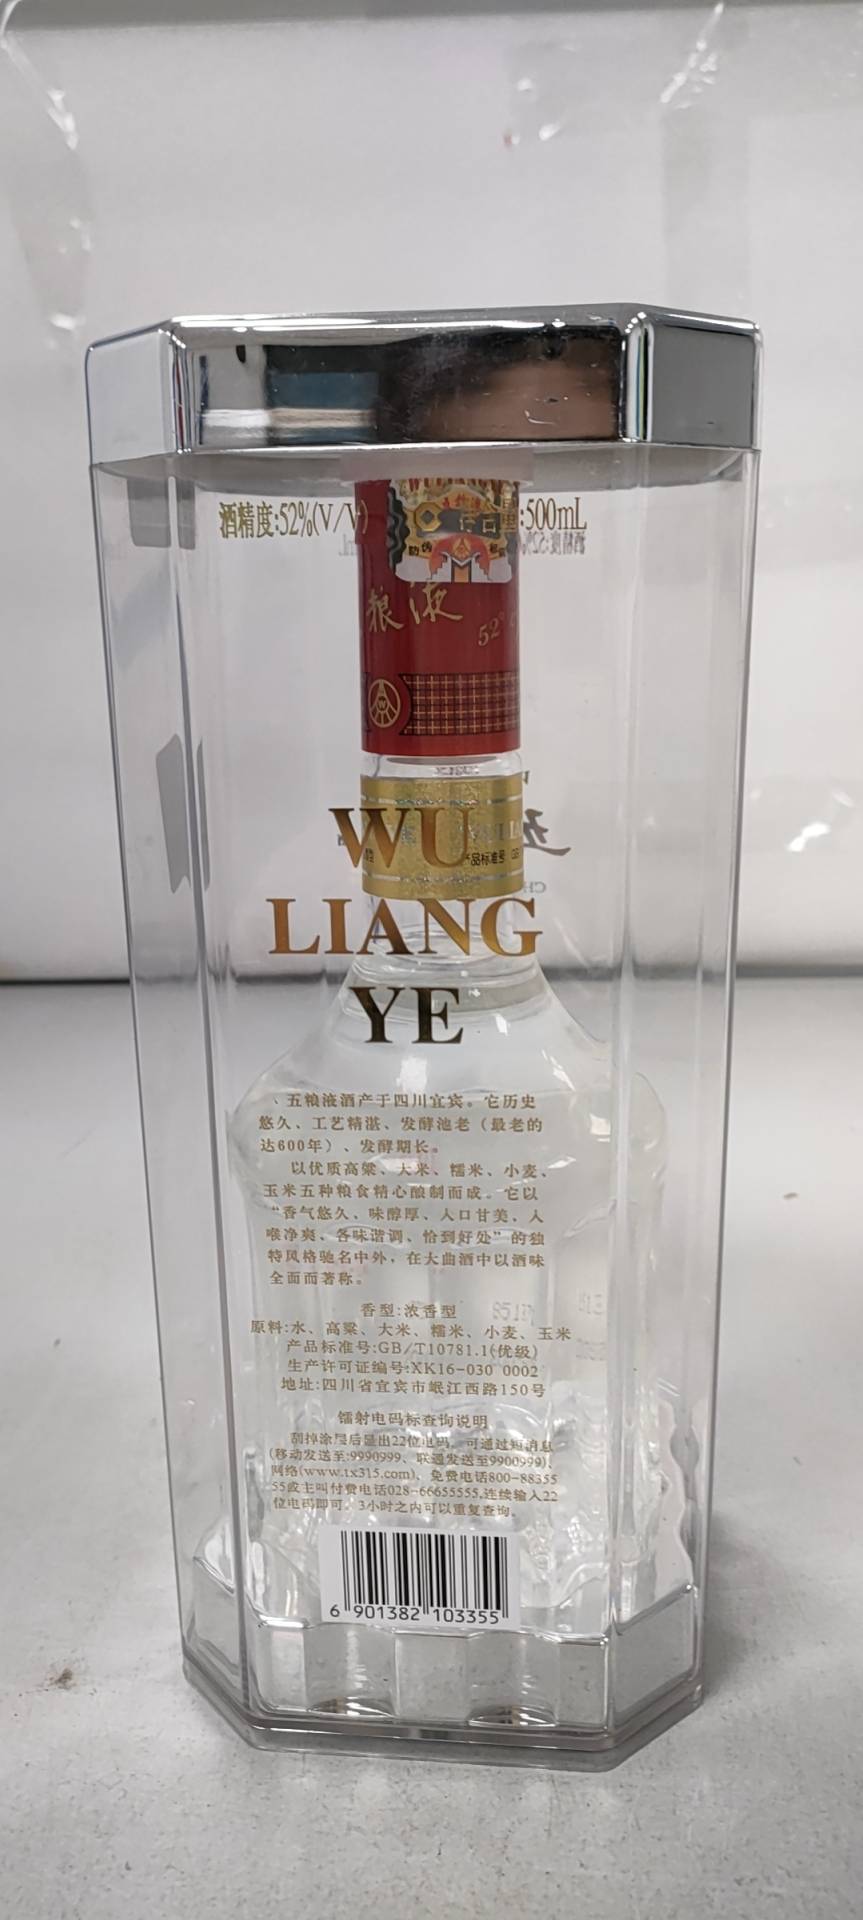 酒精度:52%(V/V)
含量:500mL
防伪
粮液
52°
W
产品标准号 GB
WU
LIANG
YE
五粮液酒产于四川宜宾。它历史
悠久、工艺精湛、发酵池老(最老的
达600年)、发酵期长。
以优质高粱、大米、糯米、小麦、
玉米五种粮食精心酿制而成。它以
“香气悠久、味醇厚、入口甘美、入
喉净爽、各味谐调、恰到好处”的独
特风格驰名中外，在大曲酒中以酒味
全面而著称。
香型:浓香型
原料:水、高粱、大米、糯米、小麦、玉米
产品标准号:GB/T10781.1(优级)
生产许可证编号:XK16-030 0002
地址:四川省宜宾市岷江西路150号
镭射电码标查询说明
刮掉涂层后显出22位电码，可通过短消息
(移动发送至:9990999、联通发送至9900999)、
网络(www.tx315.com)、免费电话800-88355
55或主叫付费电话028-66655555,连续输入22
位电码即可。3小时之内可以重复查询。
6 901382 103355